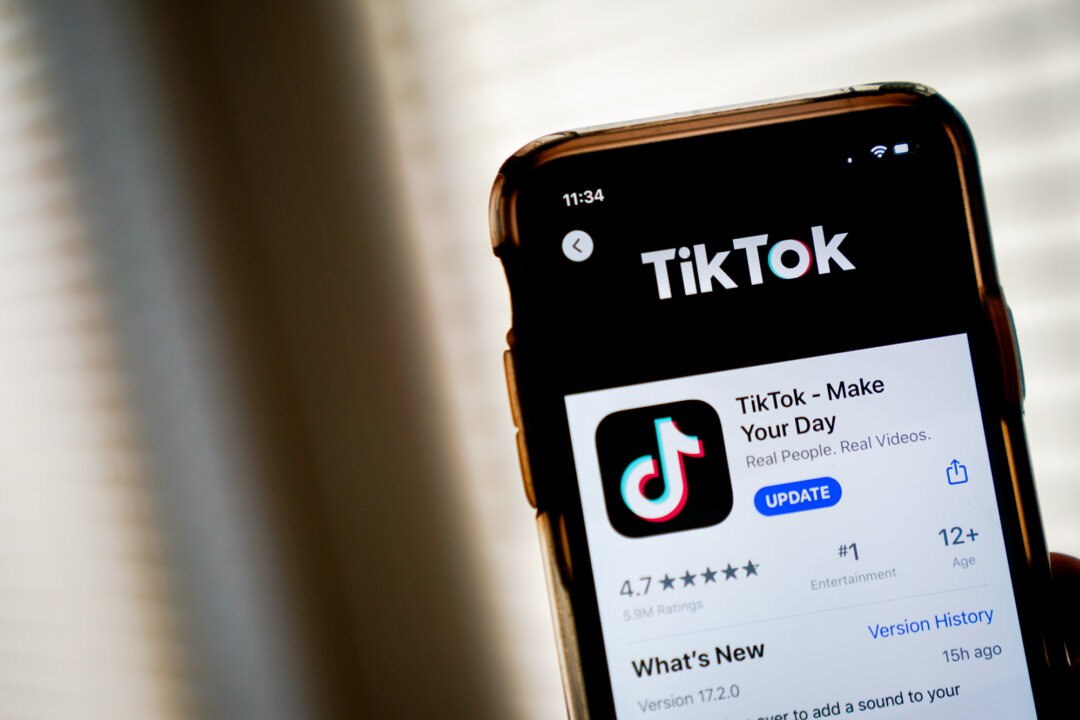 11:34
TikTok
TikTok - Make
Your Day
Real People. Real Videos.
UPDATE
4.7
#1
12+
5.9M Ratings
Entertainment
Age
What's New
Version History
Version 17.2.0
15h ago
over to add a sound to your